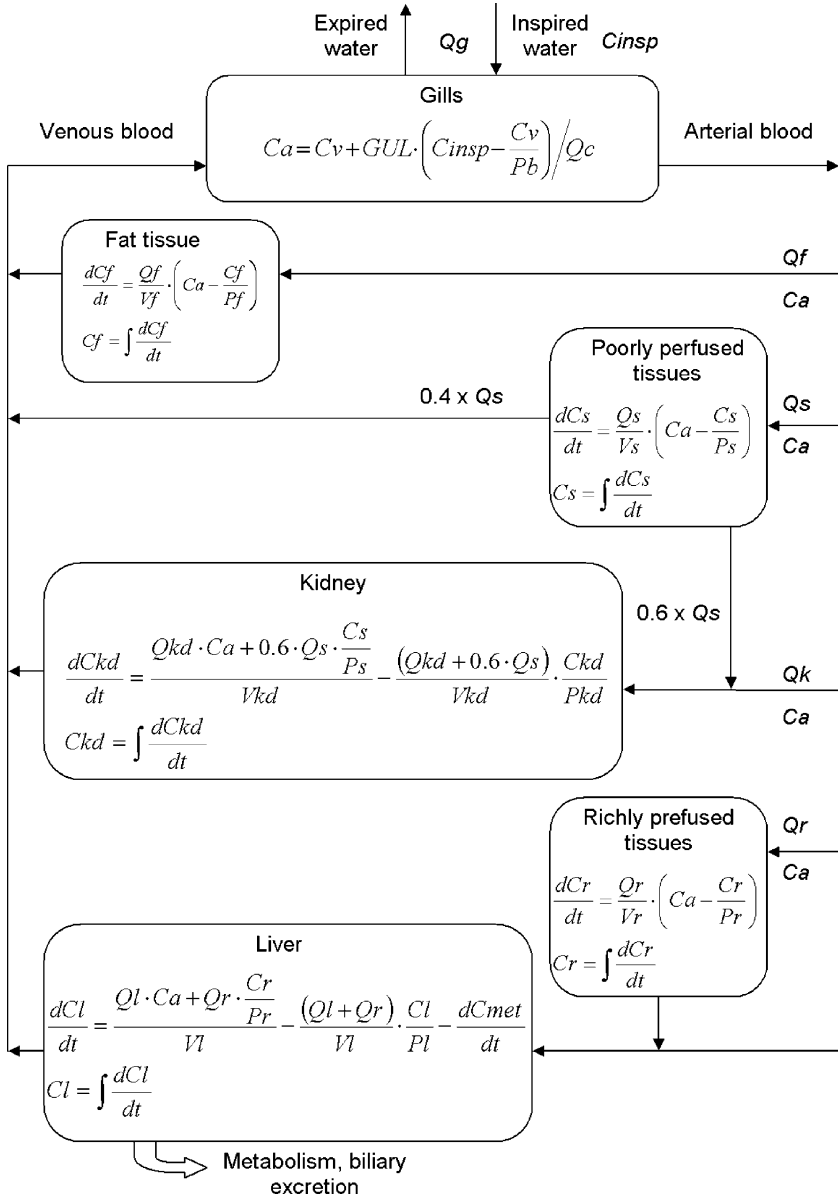 Expired water
Qg
Inspired water
Cinsp
Gills
Venous blood
Ca = Cv + GUL · (Cinsp − Cv/Pb) / Qc
Arterial blood
Fat tissue
dCf/dt = Qf/Vf · (Ca − Cf/Pf)
Cf = ∫ dCf/dt
Qf
Ca
Poorly perfused tissues
dCs/dt = Qs/Vs · (Ca − Cs/Ps)
Cs = ∫ dCs/dt
0.4 x Qs
Qs
Ca
Kidney
0.6 x Qs
dCkd/dt = (Qkd · Ca + 0.6 · Qs · Cs/Ps)/Vkd − (Qkd + 0.6 · Qs)/Vkd · Ckd/Pkd
Ckd = ∫ dCkd/dt
Qk
Ca
Richly prefused tissues
dCr/dt = Qr/Vr · (Ca − Cr/Pr)
Cr = ∫ dCr/dt
Qr
Ca
Liver
dCl/dt = (Ql · Ca + Qr · Cr/Pr)/Vl − (Ql + Qr)/Vl · Cl/Pl − dCmet/dt
Cl = ∫ dCl/dt
Metabolism, biliary excretion